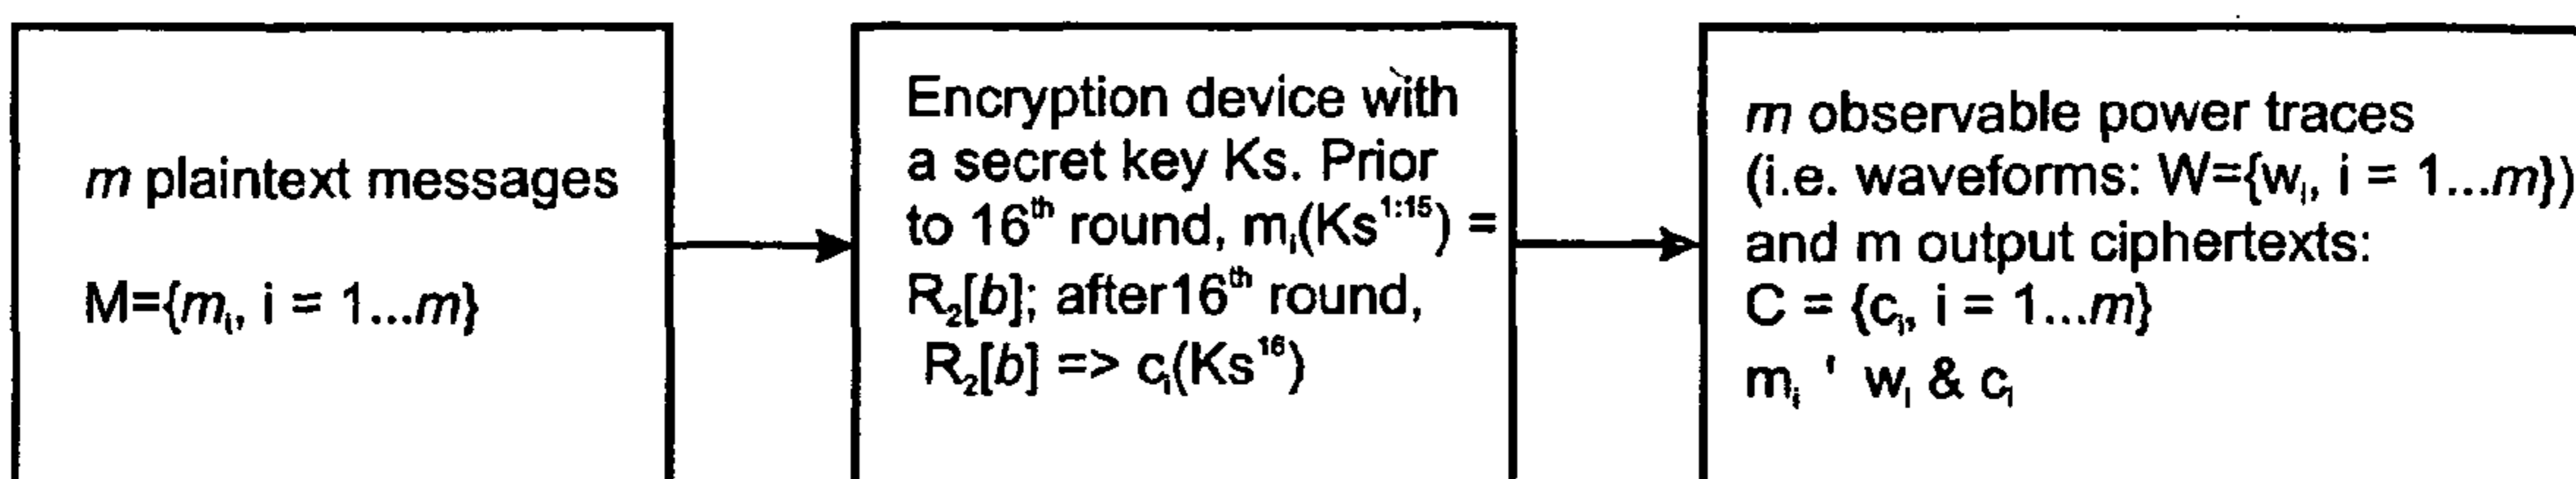 m plaintext messages
M={mᵢ, i = 1...m}
Encryption device with
a secret key Ks. Prior
to 16ᵗʰ round, mᵢ(Ks¹:¹⁵) =
R₂[b]; after16ᵗʰ round,
R₂[b] => cᵢ(Ks¹⁶)
m observable power traces
(i.e. waveforms: W={wᵢ, i = 1...m})
and m output ciphertexts:
C = {cᵢ, i = 1...m}
mᵢ ' wᵢ & cᵢ